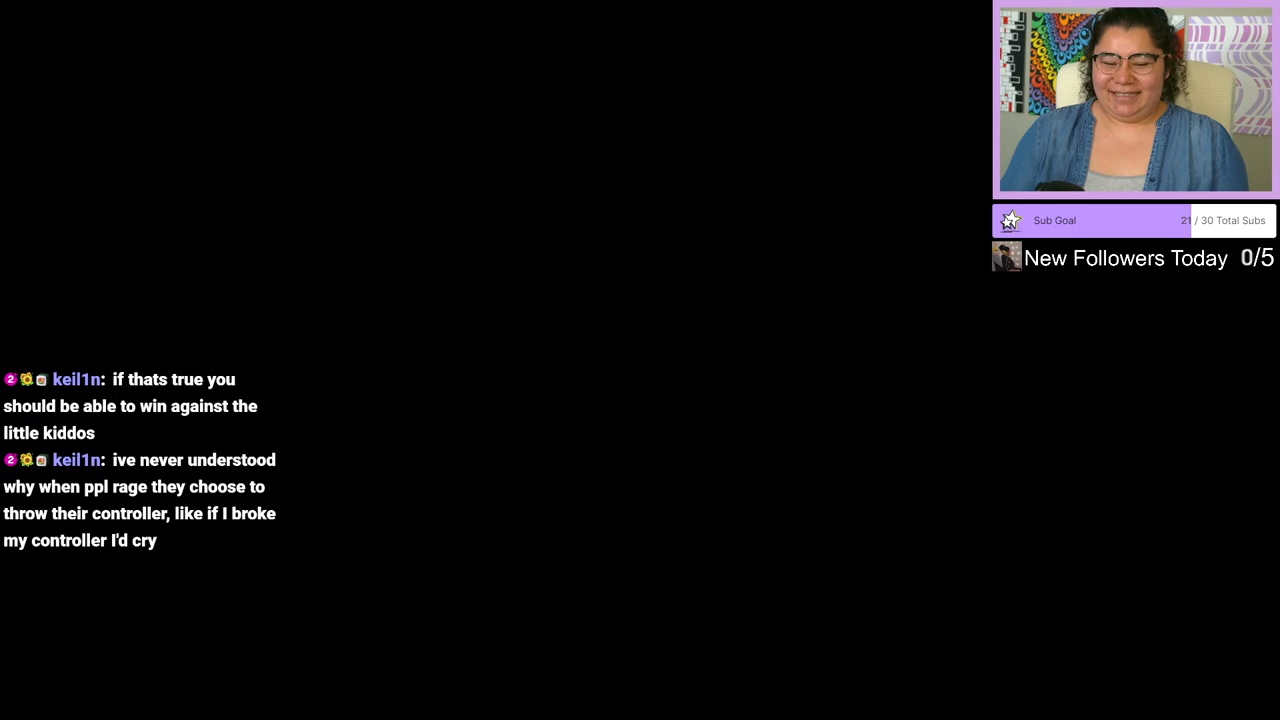 Sub Goal 21 / 30 Total Subs
New Followers Today 0/5
2 keil1n: if thats true you
should be able to win against the
little kiddos
2 keil1n: ive never understood
why when ppl rage they choose to
throw their controller, like if I broke
my controller I'd cry